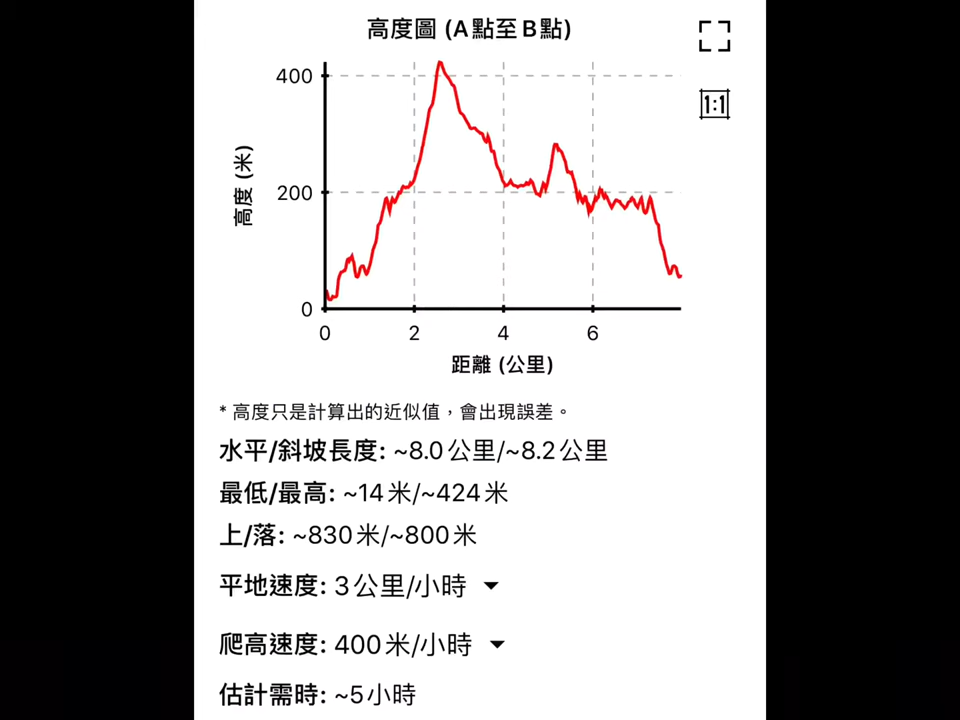 高度圖 (A點至B點)
1:1
400
200
0
高度 (米)
0
2
4
6
距離 (公里)
* 高度只是計算出的近似值，會出現誤差。
水平/斜坡長度: ~8.0公里/~8.2公里
最低/最高: ~14米/~424米
上/落: ~830米/~800米
平地速度: 3公里/小時
爬高速度: 400米/小時
估計需時: ~5小時